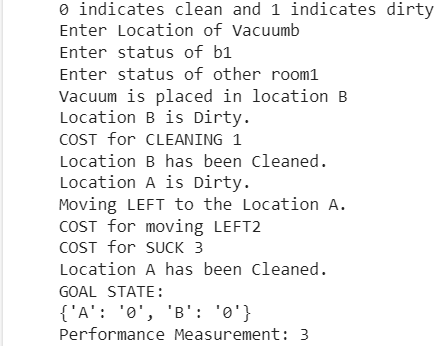 0 indicates clean and 1 indicates dirty
Enter Location of Vacuumb
Enter status of b1
Enter status of other room1
Vacuum is placed in location B
Location B is Dirty.
COST for CLEANING 1
Location B has been Cleaned.
Location A is Dirty.
Moving LEFT to the Location A.
COST for moving LEFT2
COST for SUCK 3
Location A has been Cleaned.
GOAL STATE:
{'A': '0', 'B': '0'}
Performance Measurement: 3